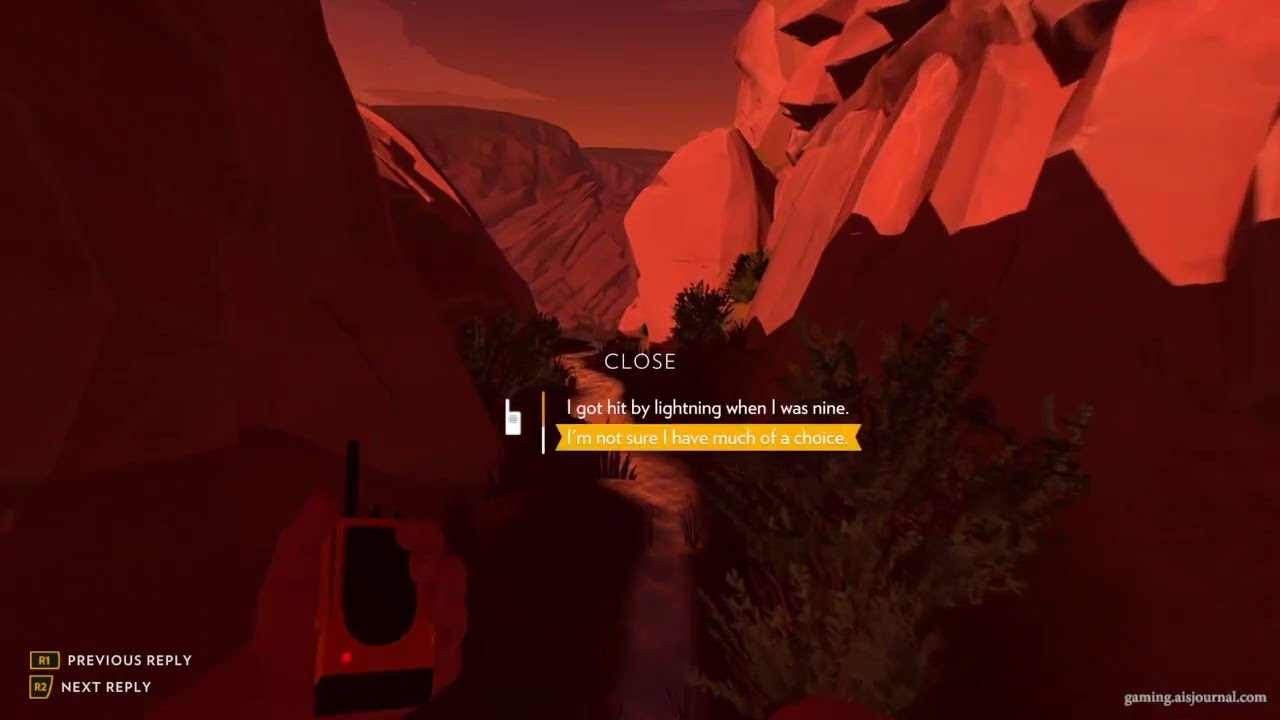 CLOSE
I got hit by lightning when I was nine.
I'm not sure I have much of a choice.
R1 PREVIOUS REPLY
R2 NEXT REPLY
gaming.aisjournal.com